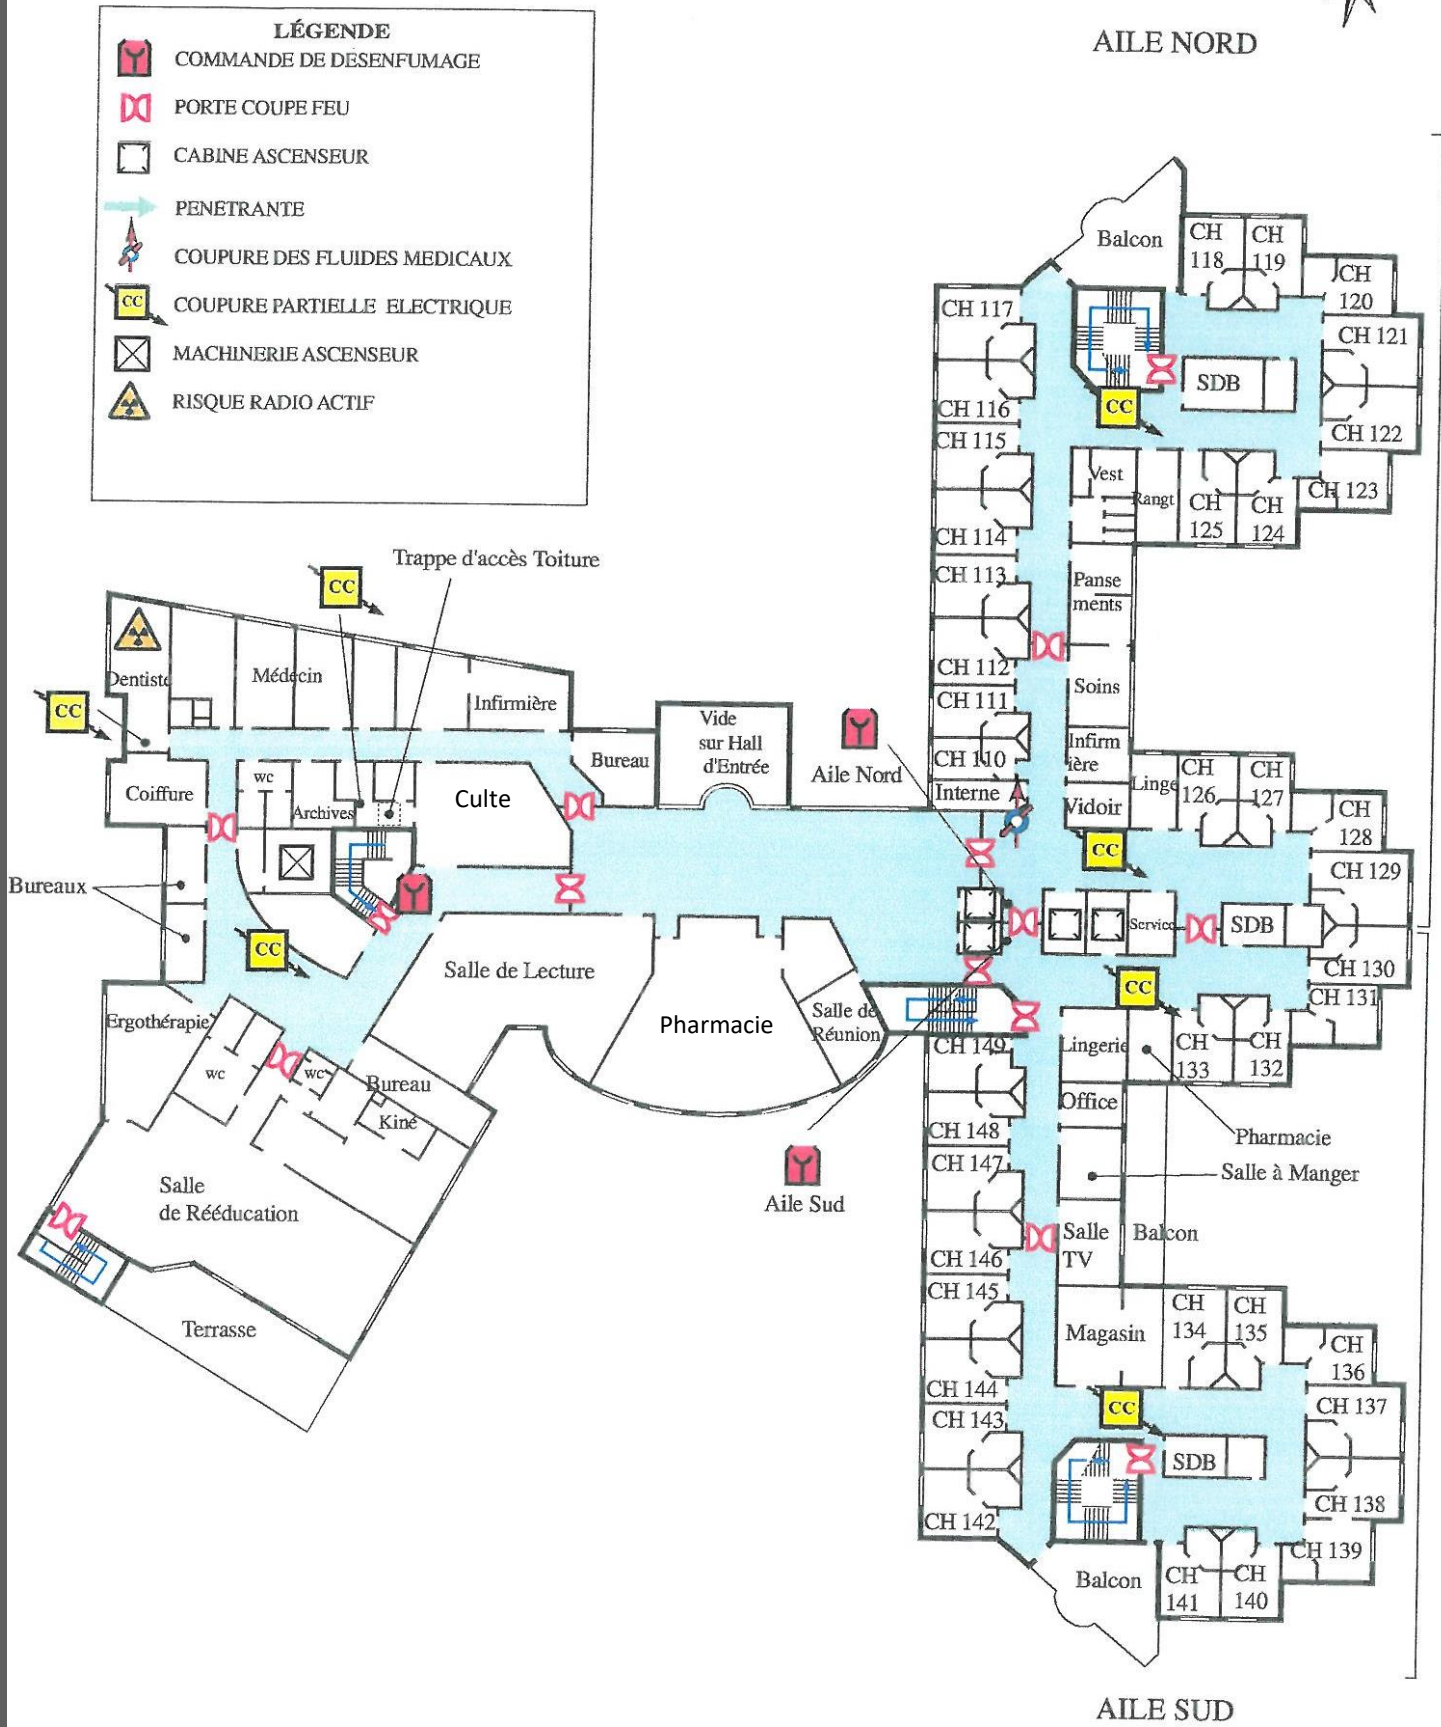 LÉGENDE
COMMANDE DE DESENFUMAGE
PORTE COUPE FEU
CABINE ASCENSEUR
PENETRANTE
COUPURE DES FLUIDES MEDICAUX
CC
COUPURE PARTIELLE ELECTRIQUE
MACHINERIE ASCENSEUR
RISQUE RADIO ACTIF
AILE NORD
Balcon
CH
118
CH
119
CH
120
CH 117
CH 121
SDB
CC
CH 116
CH 122
CH 115
Vest
Rangt
CH
125
CH
124
CH 123
CH 114
CH 113
Panse
ments
CH 112
Soins
CH 111
Infirm
ière
CH 110
Interne
Vidoir
Linge
CH
126
CH
127
CH
128
CC
CH 129
Service
SDB
CH 130
CH 131
CC
Trappe d'accès Toiture
CC
Dentiste
Médecin
Infirmière
CC
Bureau
Vide
sur Hall
d'Entrée
Aile Nord
Coiffure
wc
Archives
Culte
Bureaux
CC
Salle de Lecture
Pharmacie
Salle de
Réunion
Ergothérapie
wc
wc
Bureau
Kiné
Salle
de Rééducation
Terrasse
Aile Sud
CH 149
Lingerie
CH
133
CH
132
Office
CH 148
CH 147
Pharmacie
Salle à Manger
Salle
TV
Balcon
CH 146
CH 145
Magasin
CH
134
CH
135
CH
136
CH 144
CH 143
CC
CH 137
SDB
CH 138
CH 142
CH 139
Balcon
CH
141
CH
140
AILE SUD